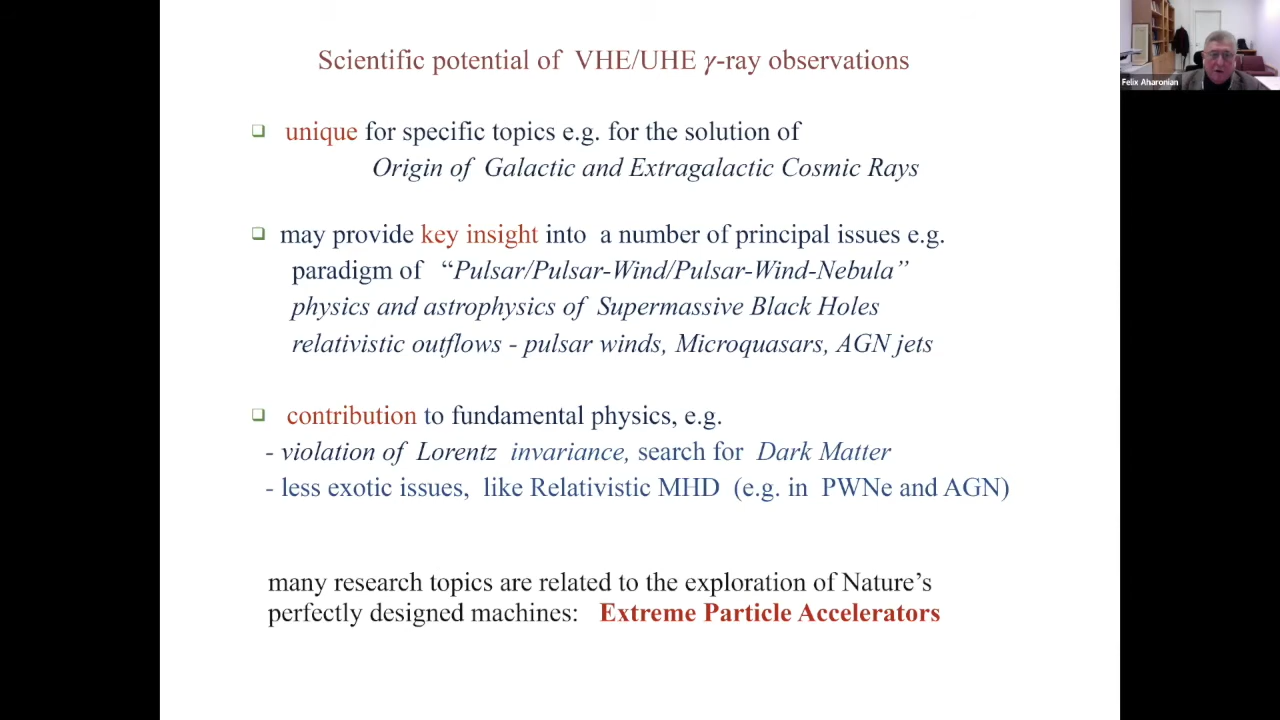 Scientific potential of VHE/UHE γ-ray observations
Felix Aharonian
❑ unique for specific topics e.g. for the solution of
Origin of Galactic and Extragalactic Cosmic Rays
❑ may provide key insight into a number of principal issues e.g.
paradigm of “Pulsar/Pulsar-Wind/Pulsar-Wind-Nebula”
physics and astrophysics of Supermassive Black Holes
relativistic outflows - pulsar winds, Microquasars, AGN jets
❑ contribution to fundamental physics, e.g.
- violation of Lorentz invariance, search for Dark Matter
- less exotic issues, like Relativistic MHD (e.g. in PWNe and AGN)
many research topics are related to the exploration of Nature’s
perfectly designed machines: Extreme Particle Accelerators